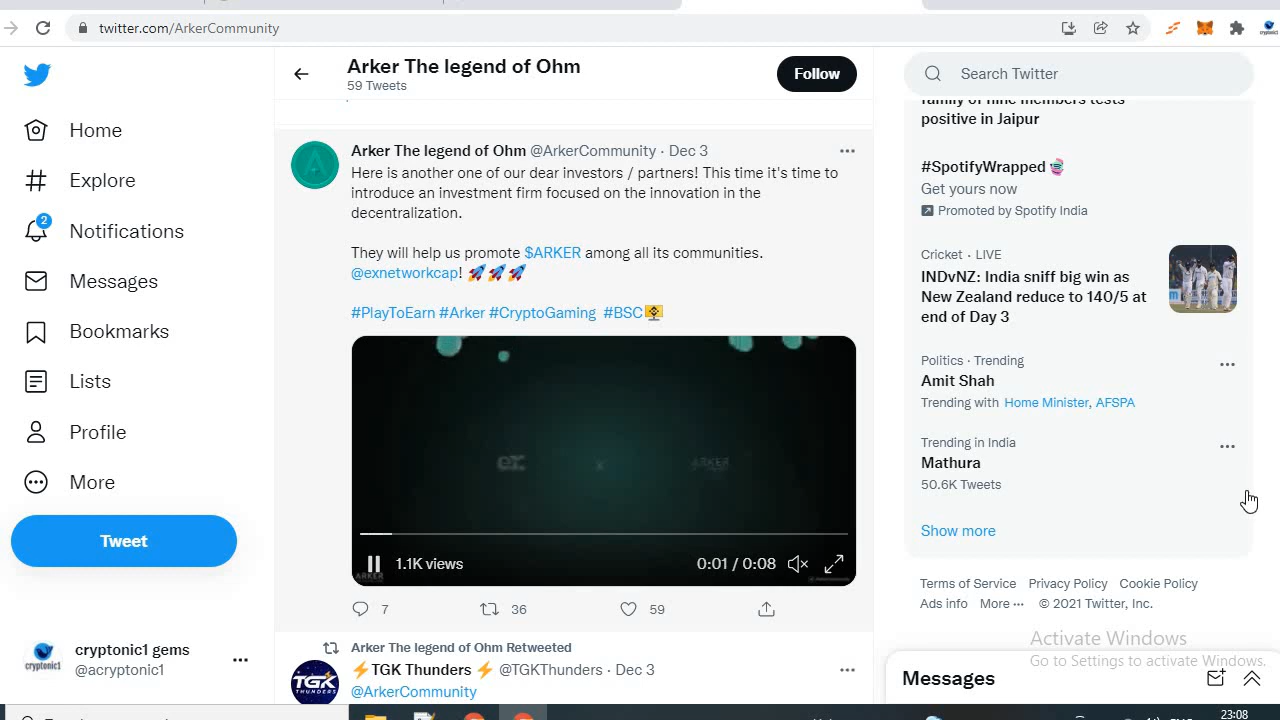 twitter.com/ArkerCommunity
cryptonic1
Home
Explore
2
Notifications
Messages
Bookmarks
Lists
Profile
More
Tweet
cryptonic1
cryptonic1 gems
@acryptonic1
Arker The legend of Ohm
59 Tweets
Follow
Arker The legend of Ohm @ArkerCommunity · Dec 3
Here is another one of our dear investors / partners! This time it's time to
introduce an investment firm focused on the innovation in the
decentralization.
They will help us promote $ARKER among all its communities.
@exnetworkcap! 🚀🚀🚀
#PlayToEarn #Arker #CryptoGaming #BSC
ex
x
ARKER
1.1K views
0:01 / 0:08
ARKER
7
36
59
Arker The legend of Ohm Retweeted
TGK
THUNDERS
⚡TGK Thunders ⚡ @TGKThunders · Dec 3
@ArkerCommunity
Search Twitter
family of nine members tests
positive in Jaipur
#SpotifyWrapped
Get yours now
Promoted by Spotify India
Cricket · LIVE
INDvNZ: India sniff big win as
New Zealand reduce to 140/5 at
end of Day 3
Politics · Trending
Amit Shah
Trending with Home Minister, AFSPA
Trending in India
Mathura
50.6K Tweets
Show more
Terms of Service Privacy Policy Cookie Policy
Ads info More ··· © 2021 Twitter, Inc.
Activate Windows
Go to Settings to activate Windows.
Messages
23:08